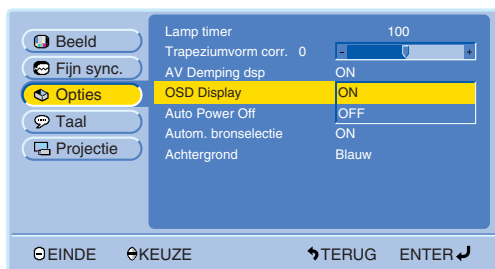 Beeld
Fijn sync.
Opties
Taal
Projectie
Lamp timer 100
Trapeziumvorm corr. 0 - +
AV Demping dsp ON
OSD Display ON
Auto Power Off OFF
Autom. bronselectie ON
Achtergrond Blauw
EINDE KEUZE TERUG ENTER